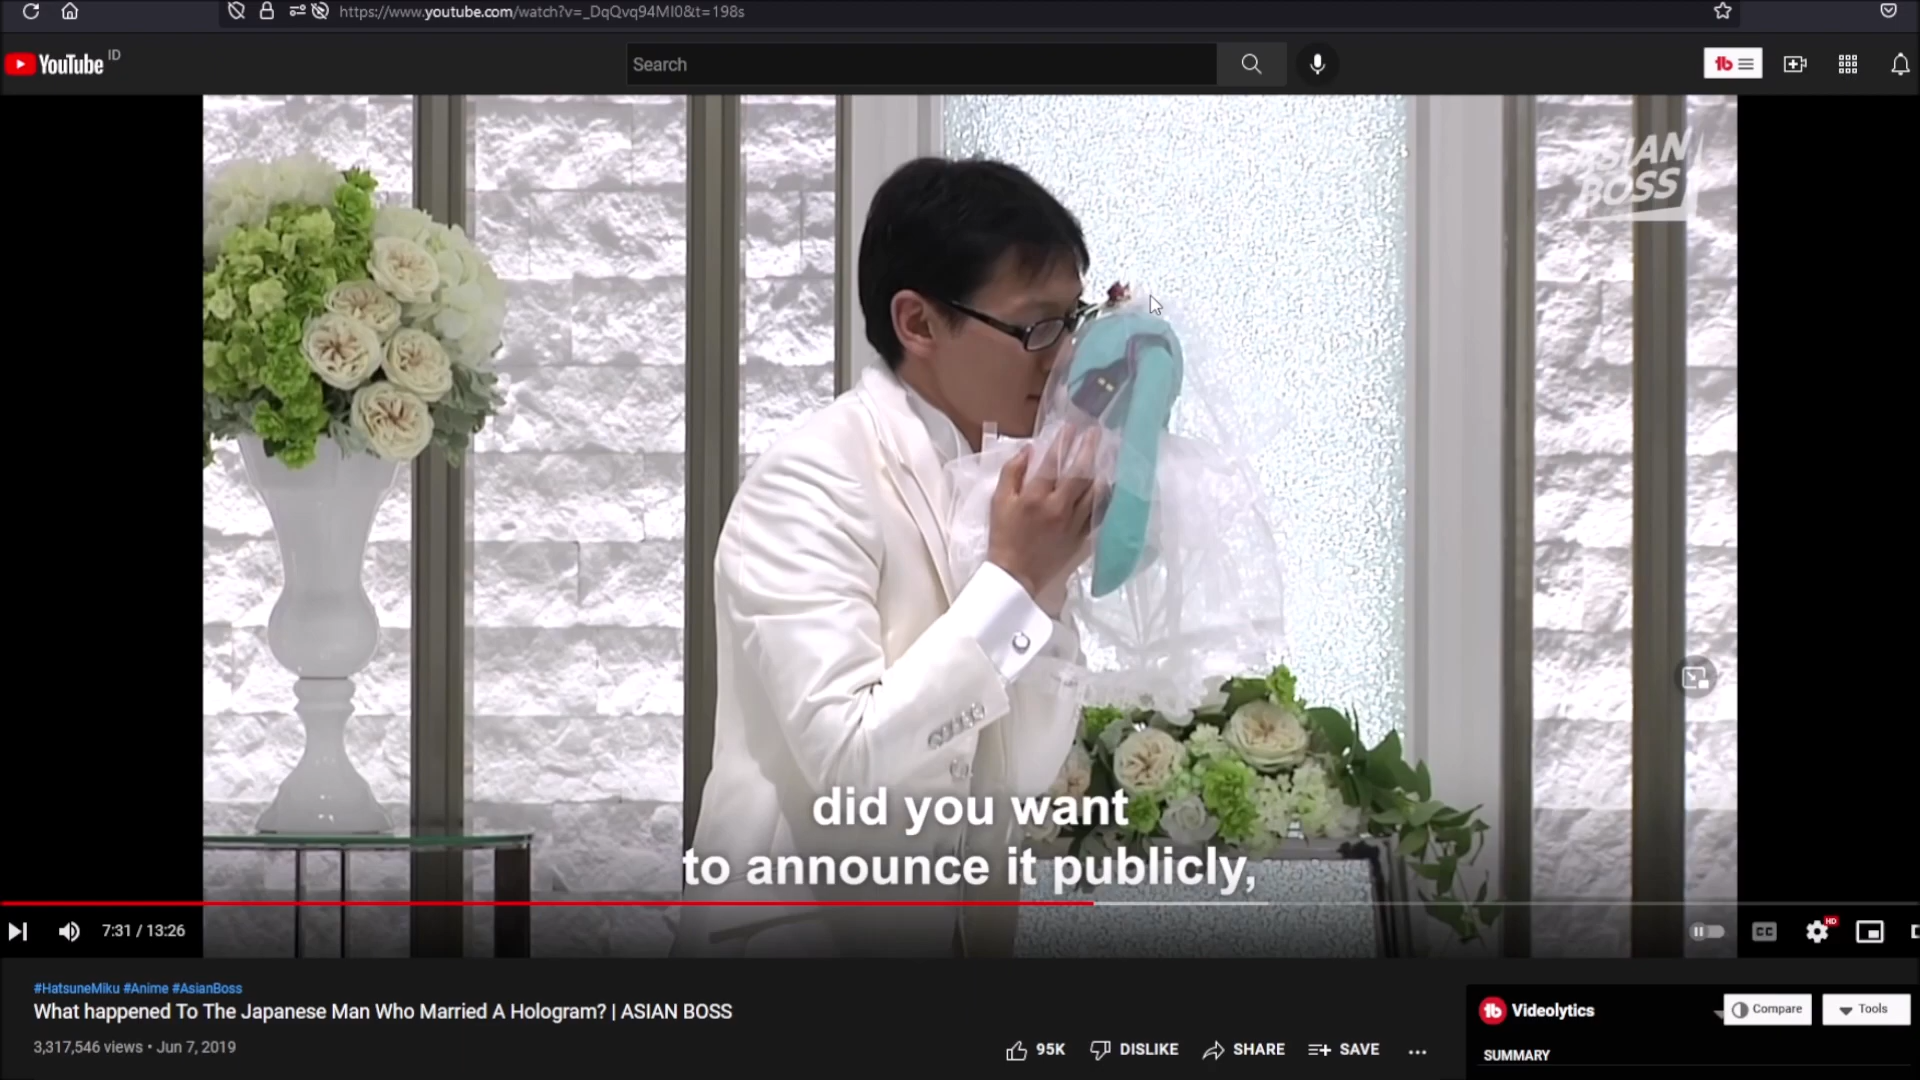 https://www.youtube.com/watch?v=_DqQvq94MI0&t=198s
YouTube ID
Search
ASIAN
BOSS
did you want
to announce it publicly,
7:31 / 13:26
CC
HD
#HatsuneMiku #Anime #AsianBoss
What happened To The Japanese Man Who Married A Hologram? | ASIAN BOSS
3,317,546 views • Jun 7, 2019
95K
DISLIKE
SHARE
SAVE
Videolytics
Compare
Tools
SUMMARY